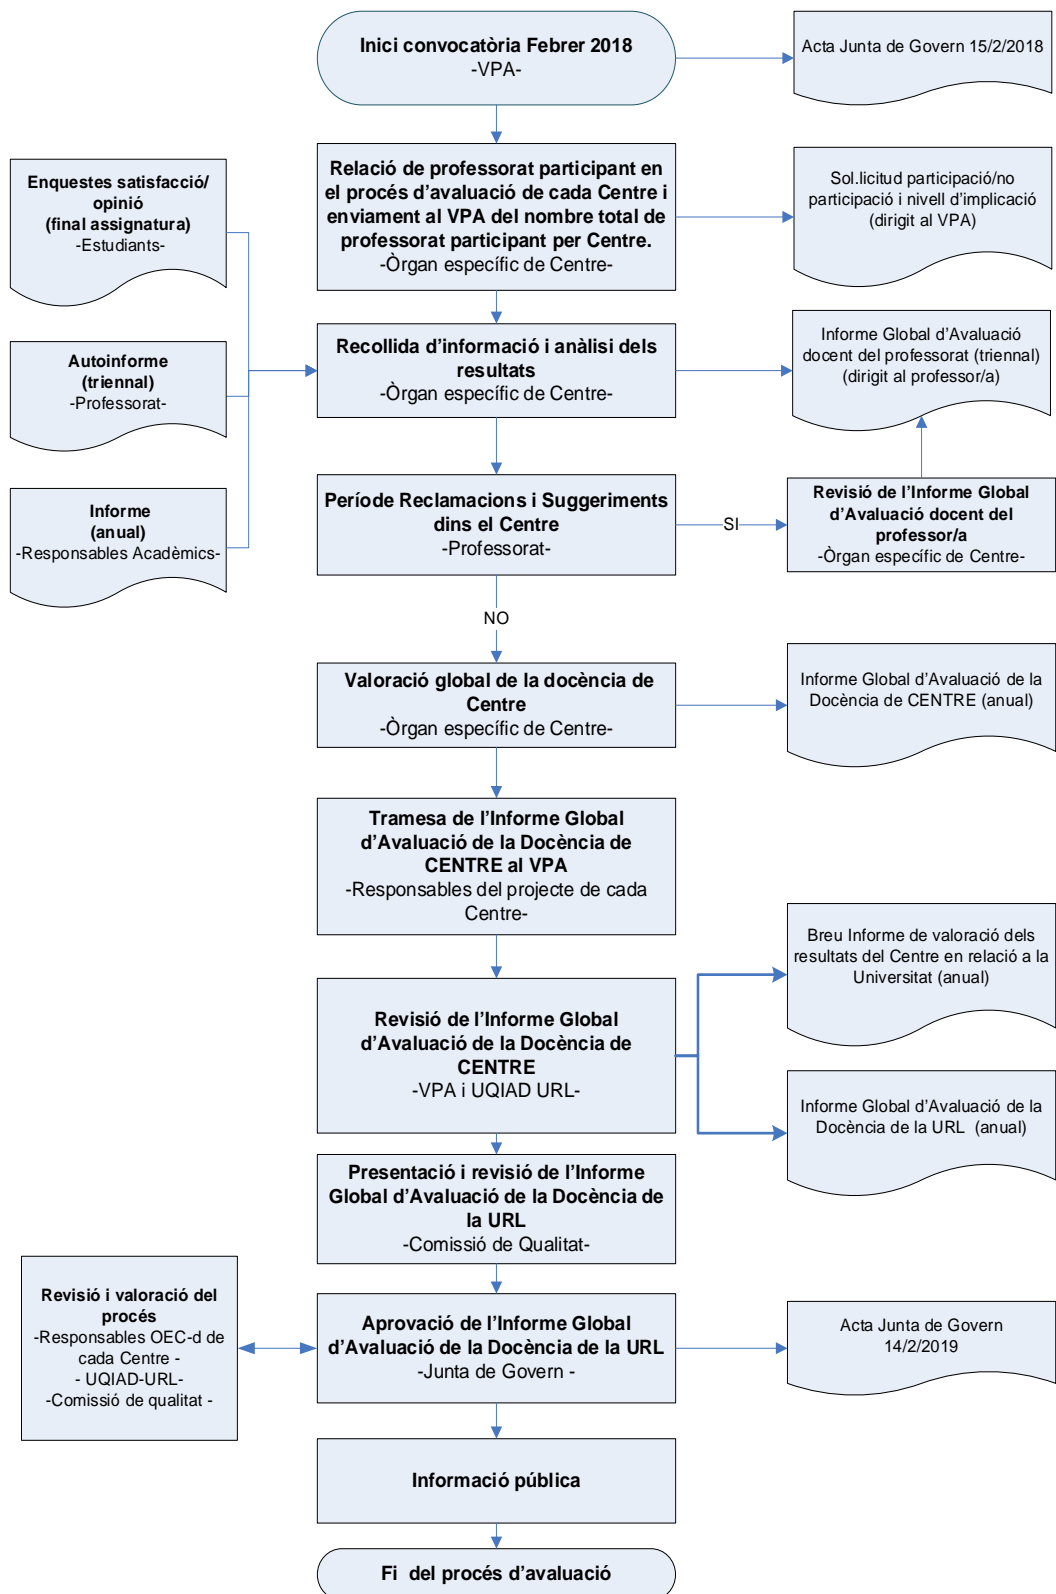 Inici convocatòria Febrer 2018
-VPA-
Acta Junta de Govern 15/2/2018
Relació de professorat participant en
el procés d'avaluació de cada Centre i
enviament al VPA del nombre total de
professorat participant per Centre.
-Òrgan específic de Centre-
Enquestes satisfacció/
opinió
(final assignatura)
-Estudiants-
Sol.licitud participació/no
participació i nivell d'implicació
(dirigit al VPA)
Autoinforme
(triennal)
-Professorat-
Recollida d'informació i anàlisi dels
resultats
-Òrgan específic de Centre-
Informe Global d'Avaluació
docent del professorat (triennal)
(dirigit al professor/a)
Informe
(anual)
-Responsables Acadèmics-
Període Reclamacions i Suggeriments
dins el Centre
-Professorat-
SI
Revisió de l'Informe Global
d'Avaluació docent del
professor/a
-Òrgan específic de Centre-
NO
Valoració global de la docència de
Centre
-Òrgan específic de Centre-
Informe Global d'Avaluació de la
Docència de CENTRE (anual)
Tramesa de l'Informe Global
d'Avaluació de la Docència de
CENTRE al VPA
-Responsables del projecte de cada
Centre-
Breu Informe de valoració dels
resultats del Centre en relació a la
Universitat (anual)
Revisió de l'Informe Global
d'Avaluació de la Docència de
CENTRE
-VPA i UQIAD URL-
Informe Global d'Avaluació de la
Docència de la URL  (anual)
Presentació i revisió de l'Informe
Global d'Avaluació de la Docència de
la URL
-Comissió de Qualitat-
Revisió i valoració del
procés
-Responsables OEC-d de
cada Centre -
- UQIAD-URL-
-Comissió de qualitat -
Aprovació de l'Informe Global
d'Avaluació de la Docència de la URL
-Junta de Govern -
Acta Junta de Govern
14/2/2019
Informació pública
Fi  del procés d'avaluació